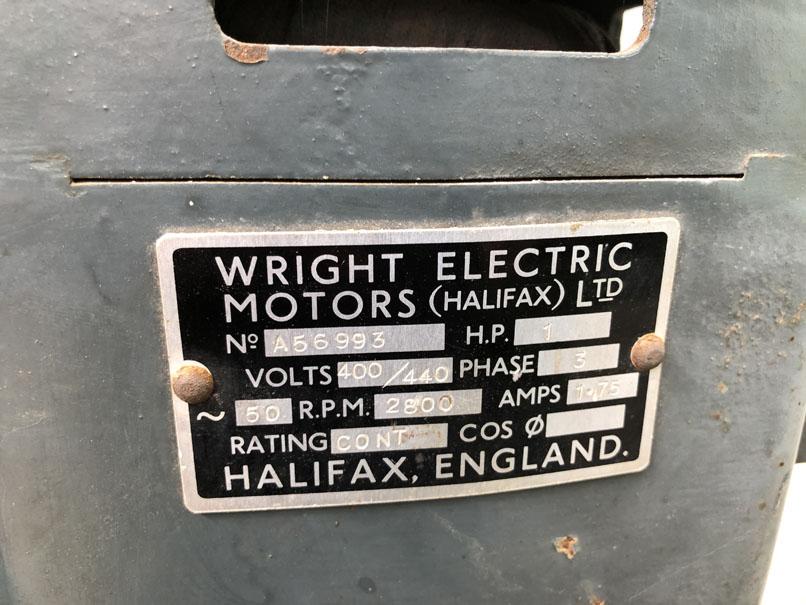 WRIGHT ELECTRIC
MOTORS (HALIFAX) LTD
Nº A56993 H.P. 1
VOLTS 400/440 PHASE 3
~ 50 R.P.M. 2800 AMPS 1.75
RATING CONT COS Ø
HALIFAX, ENGLAND.